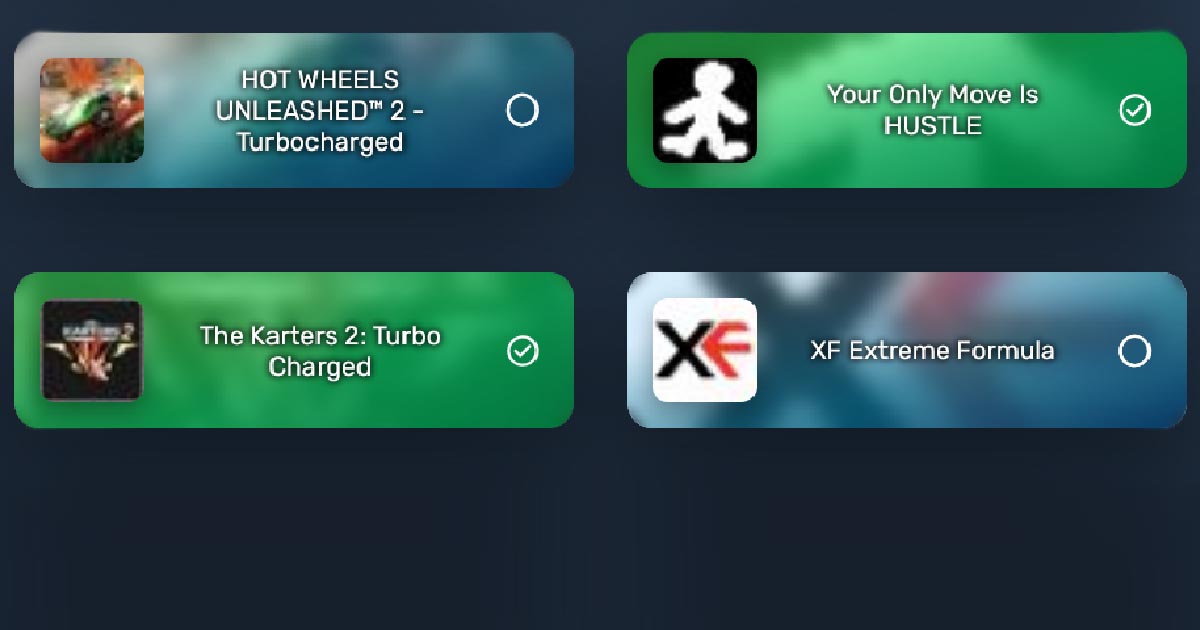 HOT WHEELS
UNLEASHED™ 2 -
Turbocharged
Your Only Move Is
HUSTLE
The Karters 2: Turbo
Charged
KARTERS 2
XF Extreme Formula
XF